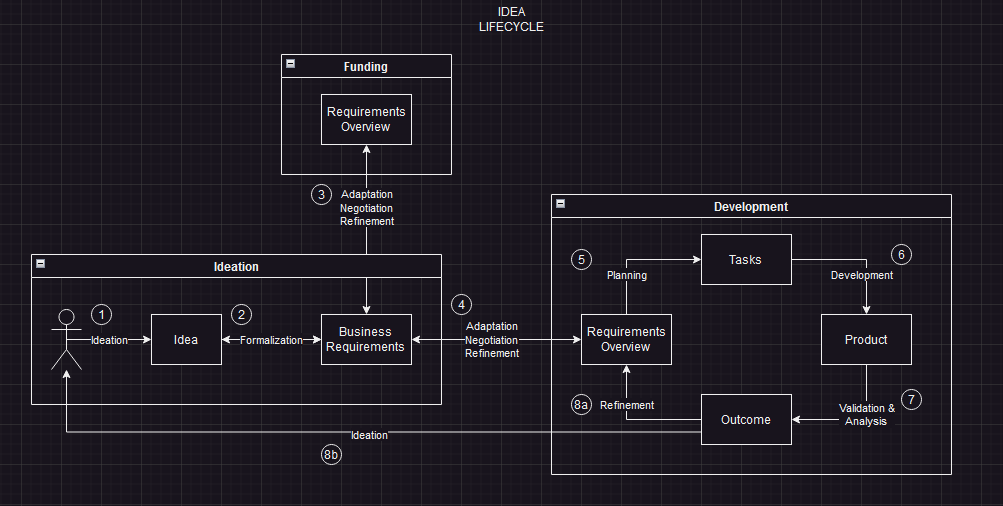 IDEA
LIFECYCLE
Funding
Requirements
Overview
3
Adaptation
Negotiation
Refinement
Ideation
1
Ideation
Idea
2
Formalization
Business
Requirements
4
Adaptation
Negotiation
Refinement
Development
5
Planning
Tasks
6
Development
Requirements
Overview
Product
7
Validation &
Analysis
Outcome
8a
Refinement
Ideation
8b